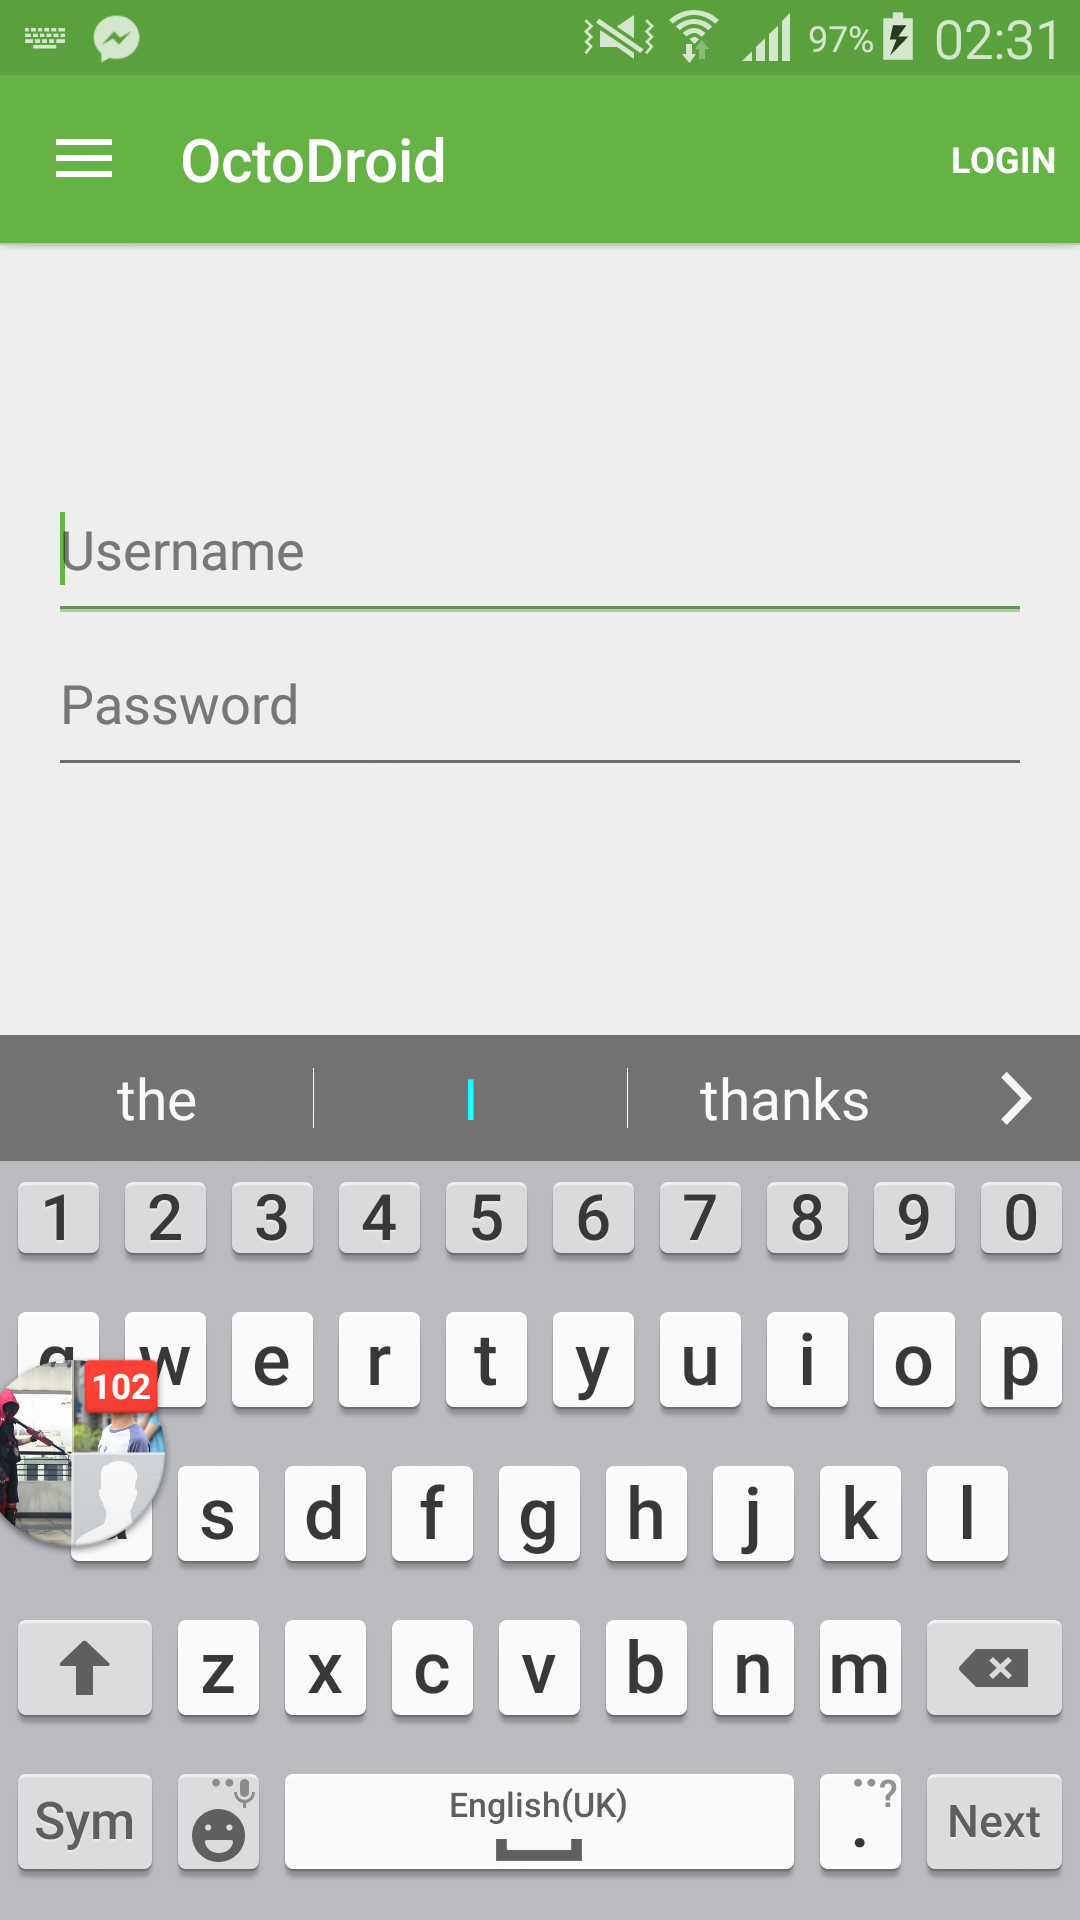 97% 02:31
OctoDroid LOGIN
Username
Password
the I thanks
1 2 3 4 5 6 7 8 9 0
q w e r t y u i o p
102
s d f g h j k l
z x c v b n m
Sym English(UK) ? . Next